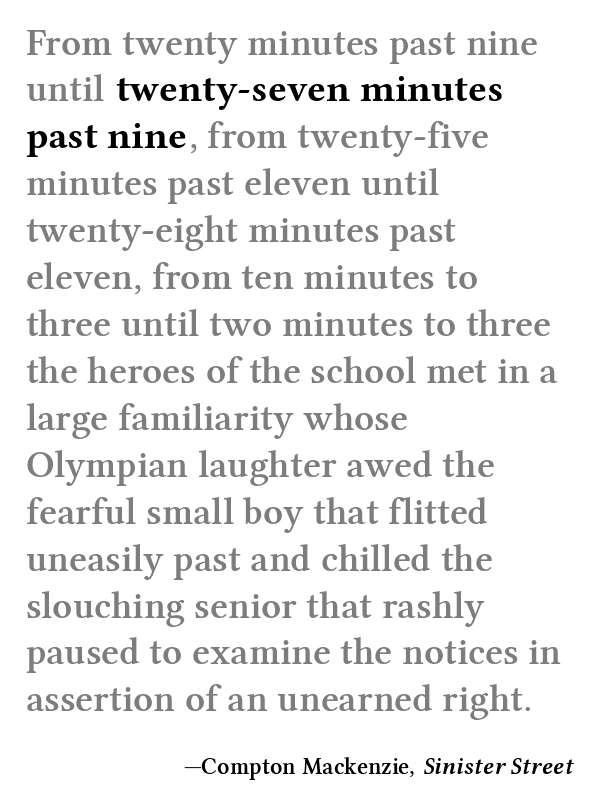 From twenty minutes past nine
until twenty-seven minutes
past nine, from twenty-five
minutes past eleven until
twenty-eight minutes past
eleven, from ten minutes to
three until two minutes to three
the heroes of the school met in a
large familiarity whose
Olympian laughter awed the
fearful small boy that flitted
uneasily past and chilled the
slouching senior that rashly
paused to examine the notices in
assertion of an unearned right.
—Compton Mackenzie, Sinister Street